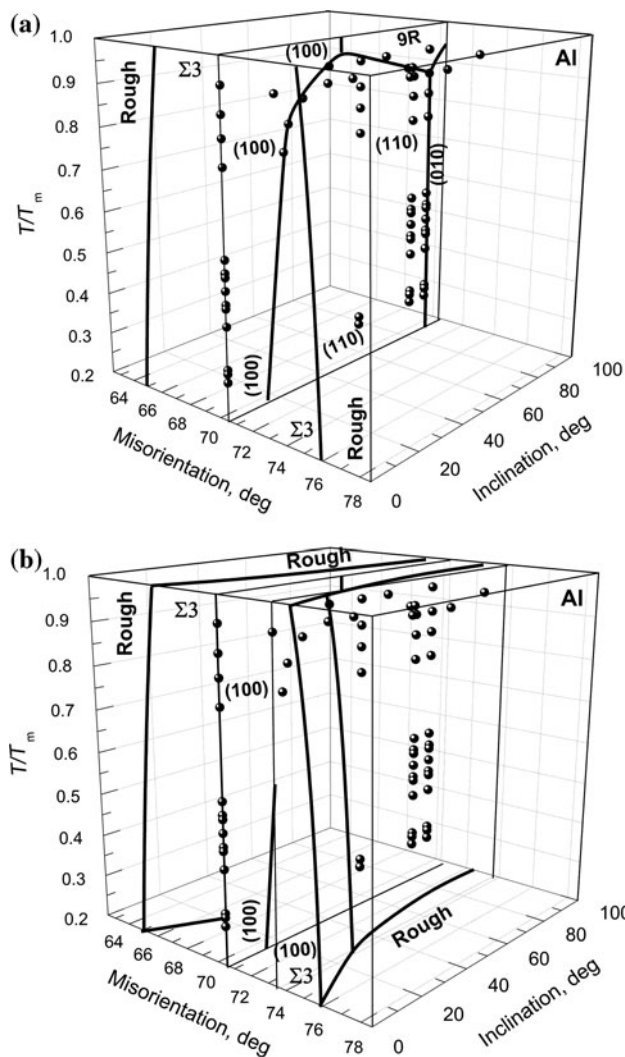 (a)
1.0
0.9
0.8
0.7
0.6
0.5
0.4
0.3
0.2
T/Tm
Rough
Σ3
(100)
9R
Al
(100)
(110)
(010)
(100)
(110)
Σ3
Rough
64
66
68
70
72
74
76
78
Misorientation, deg
0
20
40
60
80
100
Inclination, deg
(b)
1.0
0.9
0.8
0.7
0.6
0.5
0.4
0.3
0.2
T/Tm
Rough
Rough
Σ3
Al
(100)
(100)
(100)
Σ3
Rough
64
66
68
70
72
74
76
78
Misorientation, deg
0
20
40
60
80
100
Inclination, deg